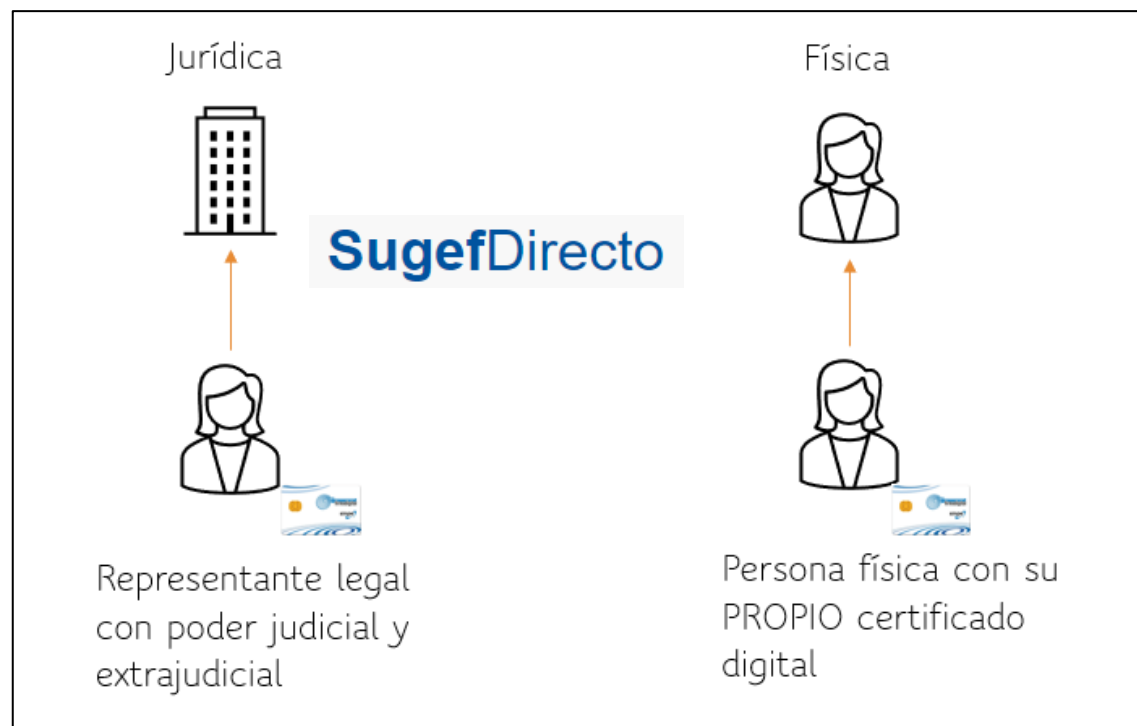 Jurídica
Física
SugefDirecto
Representante legal
con poder judicial y
extrajudicial
Persona física con su
PROPIO certificado
digital